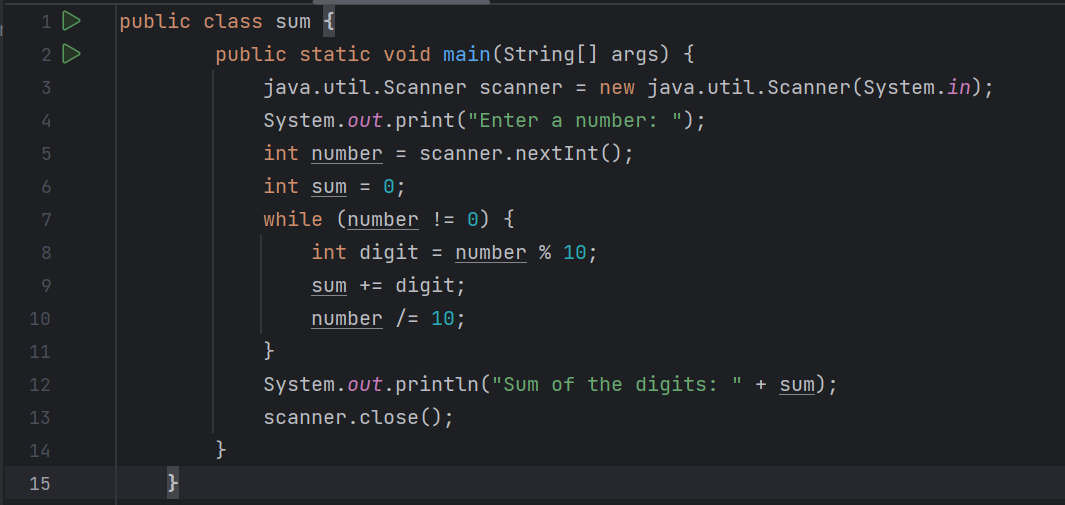 1 public class sum {
2 public static void main(String[] args) {
3 java.util.Scanner scanner = new java.util.Scanner(System.in);
4 System.out.print("Enter a number: ");
5 int number = scanner.nextInt();
6 int sum = 0;
7 while (number != 0) {
8 int digit = number % 10;
9 sum += digit;
10 number /= 10;
11 }
12 System.out.println("Sum of the digits: " + sum);
13 scanner.close();
14 }
15 }